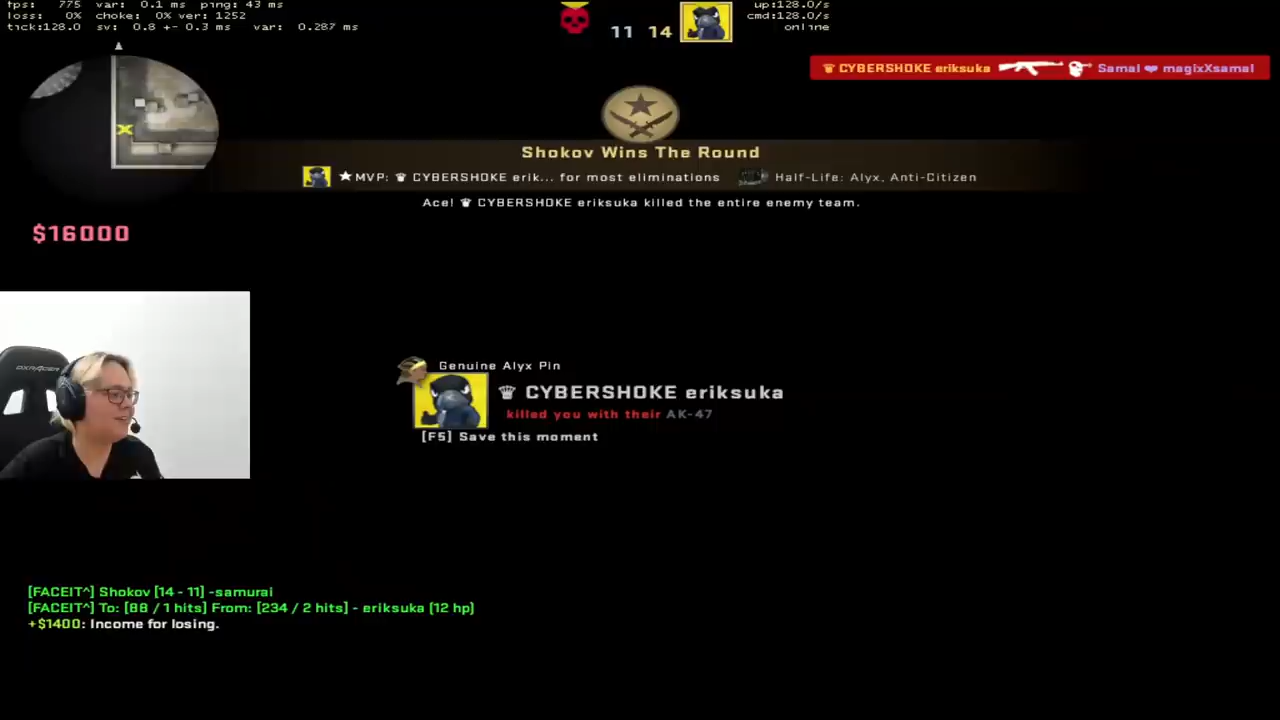 fps: 775 var: 0.1 ms ping: 43 ms
loss: 0% choke: 0% ver: 1252
tick:128.0 sv: 0.8 +- 0.3 ms var: 0.287 ms
up:128.0/s
cmd:128.0/s
online
11 14
CYBERSHOKE eriksuka Samal ❤ magixXsamal
Shokov Wins The Round
★MVP: ♛ CYBERSHOKE erik... for most eliminations Half-Life: Alyx, Anti-Citizen
Ace! ♛ CYBERSHOKE eriksuka killed the entire enemy team.
$16000
DXRACER
Genuine Alyx Pin
♛ CYBERSHOKE eriksuka
killed you with their AK-47
[F5] Save this moment
[FACEIT^] Shokov [14 - 11] -samurai
[FACEIT^] To: [88 / 1 hits] From: [234 / 2 hits] - eriksuka (12 hp)
+$1400: Income for losing.